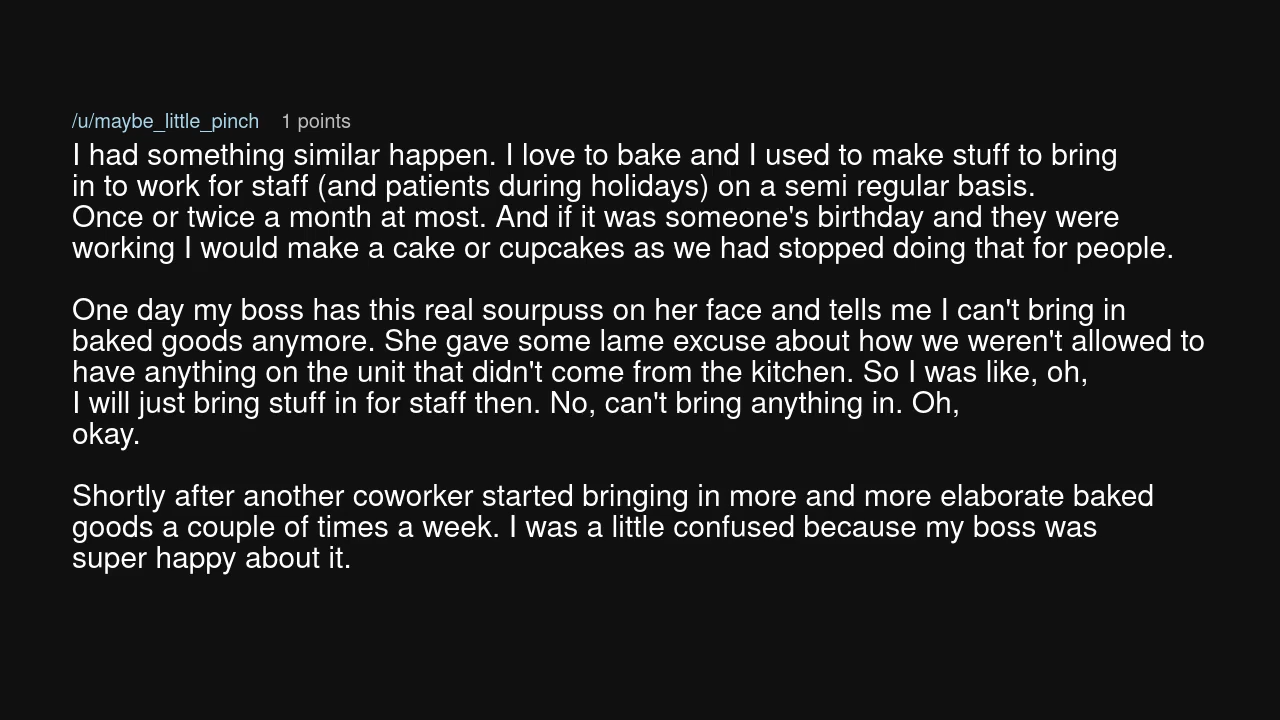 /u/maybe_little_pinch 1 points
I had something similar happen. I love to bake and I used to make stuff to bring
in to work for staff (and patients during holidays) on a semi regular basis.
Once or twice a month at most. And if it was someone's birthday and they were
working I would make a cake or cupcakes as we had stopped doing that for people.
One day my boss has this real sourpuss on her face and tells me I can't bring in
baked goods anymore. She gave some lame excuse about how we weren't allowed to
have anything on the unit that didn't come from the kitchen. So I was like, oh,
I will just bring stuff in for staff then. No, can't bring anything in. Oh,
okay.
Shortly after another coworker started bringing in more and more elaborate baked
goods a couple of times a week. I was a little confused because my boss was
super happy about it.